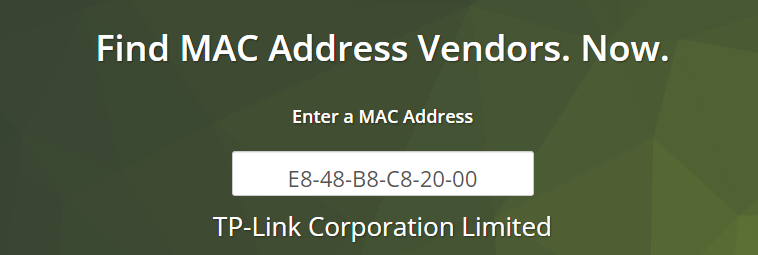 Find MAC Address Vendors. Now.
Enter a MAC Address
E8-48-B8-C8-20-00
TP-Link Corporation Limited